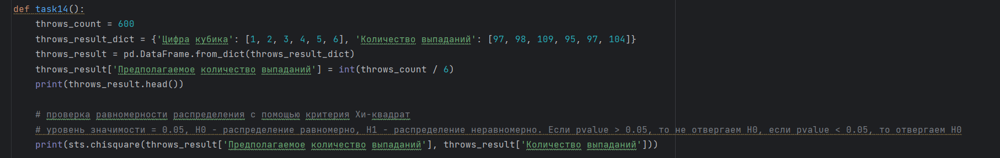 def task14():
    throws_count = 600
    throws_result_dict = {'Цифра кубика': [1, 2, 3, 4, 5, 6], 'Количество выпаданий': [97, 98, 109, 95, 97, 104]}
    throws_result = pd.DataFrame.from_dict(throws_result_dict)
    throws_result['Предполагаемое количество выпаданий'] = int(throws_count / 6)
    print(throws_result.head())
    # проверка равномерности распределения с помощью критерия Хи-квадрат
    # уровень значимости = 0.05, H0 - распределение равномерно, H1 - распределение неравномерно. Если pvalue > 0.05, то не отвергаем H0, если pvalue < 0.05, то отвергаем H0
    print(sts.chisquare(throws_result['Предполагаемое количество выпаданий'], throws_result['Количество выпаданий']))